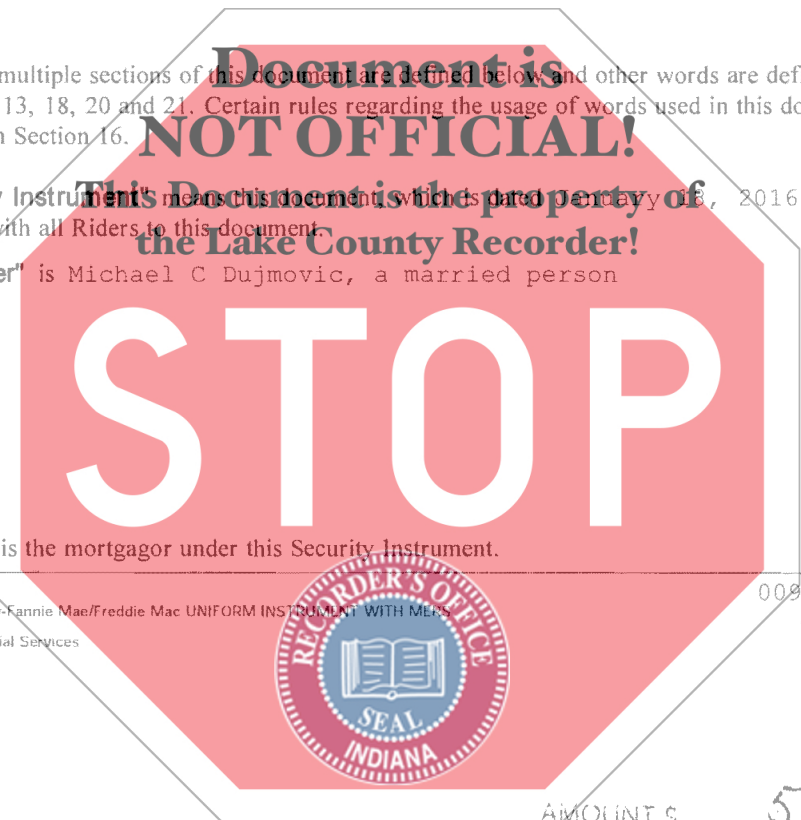 multiple sections of this document are defined below and other words are defi
Document is
13, 18, 20 and 21. Certain rules regarding the usage of words used in this do
Section 16.
NOT OFFICIAL!
Instrument" means this document, which is dated January 18, 2016
This Document is the property of
ith all Riders to this document.
the Lake County Recorder!
er" is Michael C Dujmovic, a married person
STOP
is the mortgagor under this Security Instrument.
009
-Fannie Mae/Freddie Mac UNIFORM INSTRUMENT WITH MERS
ial Services
RECORDER'S OFFICE
SEAL
INDIANA
AMOUNT $
5